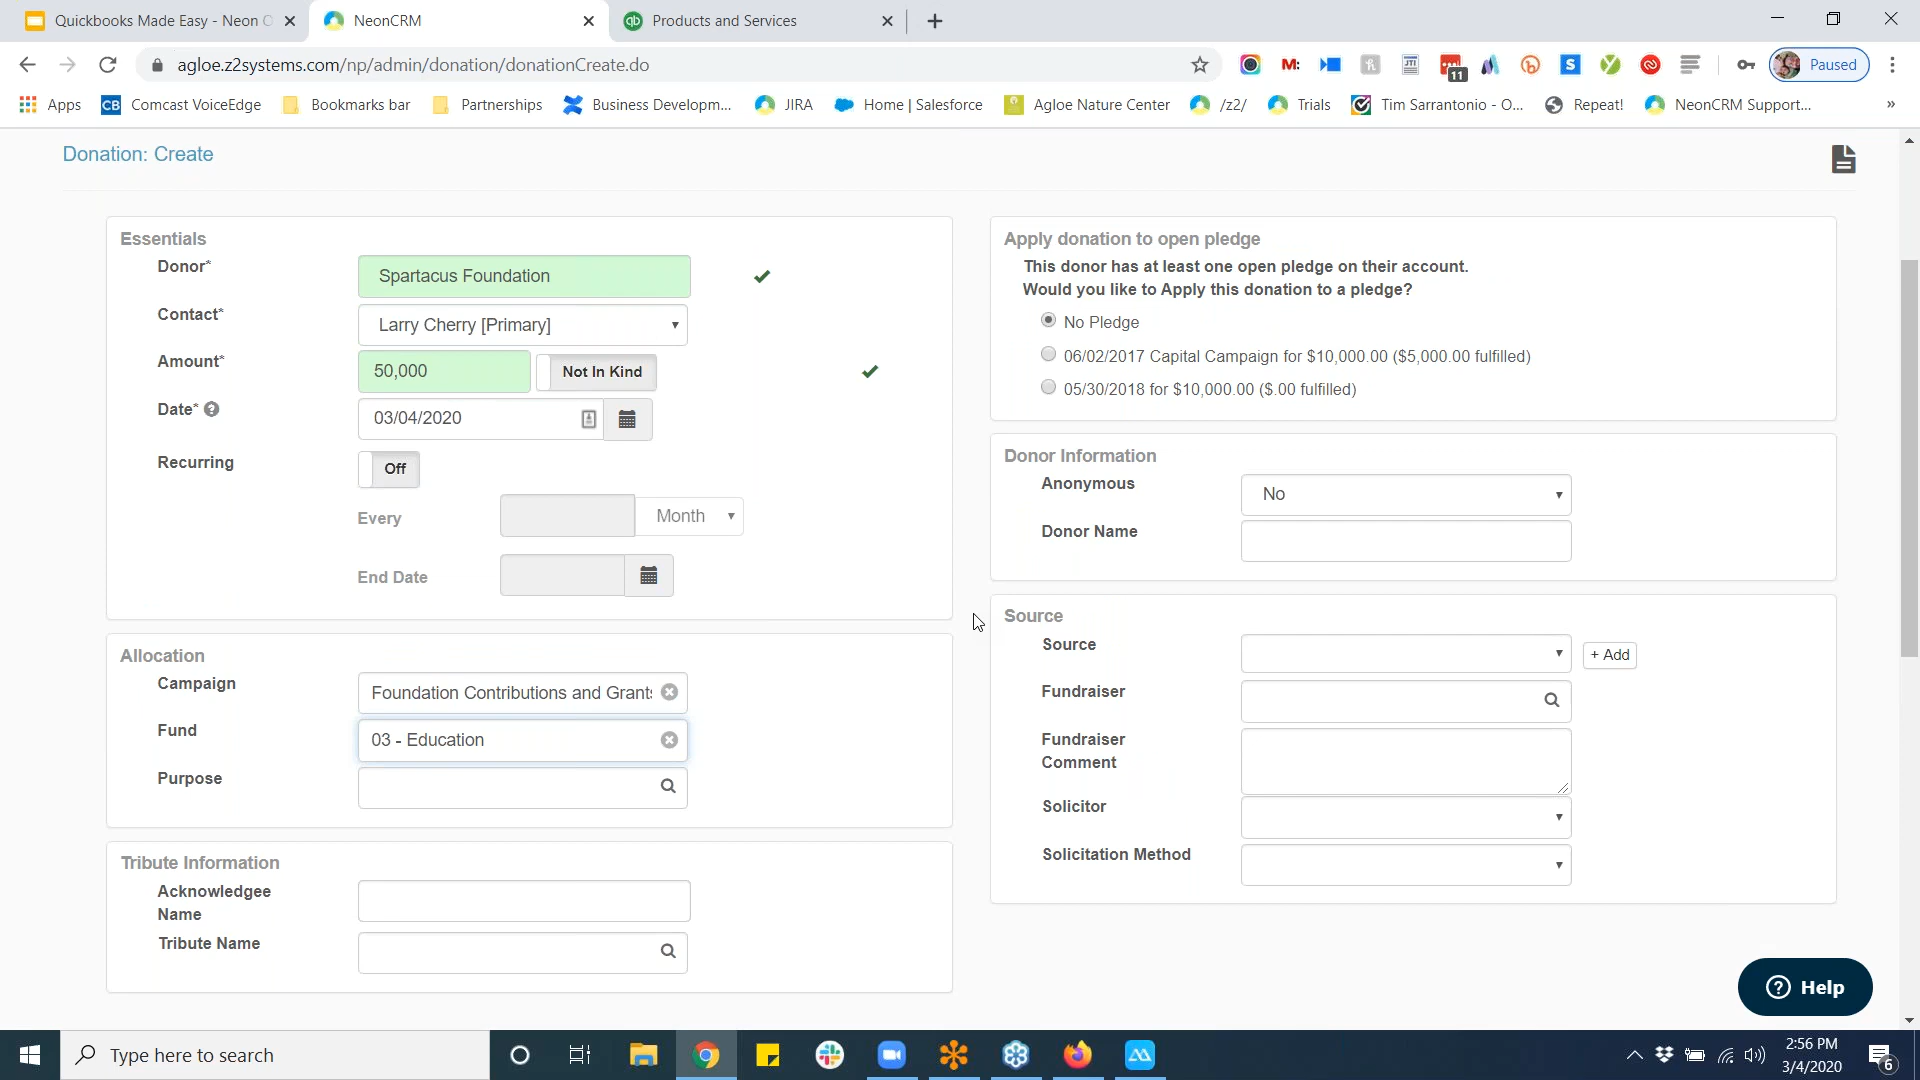 Quickbooks Made Easy - Neon C
NeonCRM
Products and Services
agloe.z2systems.com/np/admin/donation/donationCreate.do
M:
JTI
11
S
Paused
Apps
CB Comcast VoiceEdge
Bookmarks bar
Partnerships
Business Developm...
JIRA
Home | Salesforce
Agloe Nature Center
/z2/
Trials
Tim Sarrantonio - O...
Repeat!
NeonCRM Support...
»
Donation: Create
Essentials
Donor*
Spartacus Foundation
Contact*
Larry Cherry [Primary]
Amount*
50,000
Not In Kind
Date*
03/04/2020
Recurring
Off
Every
Month
End Date
Allocation
Campaign
Foundation Contributions and Grants
Fund
03 - Education
Purpose
Tribute Information
Acknowledgee
Name
Tribute Name
Apply donation to open pledge
This donor has at least one open pledge on their account.
Would you like to Apply this donation to a pledge?
No Pledge
06/02/2017 Capital Campaign for $10,000.00 ($5,000.00 fulfilled)
05/30/2018 for $10,000.00 ($.00 fulfilled)
Donor Information
Anonymous
No
Donor Name
Source
Source
+ Add
Fundraiser
Fundraiser
Comment
Solicitor
Solicitation Method
? Help
Type here to search
2:56 PM
3/4/2020
6